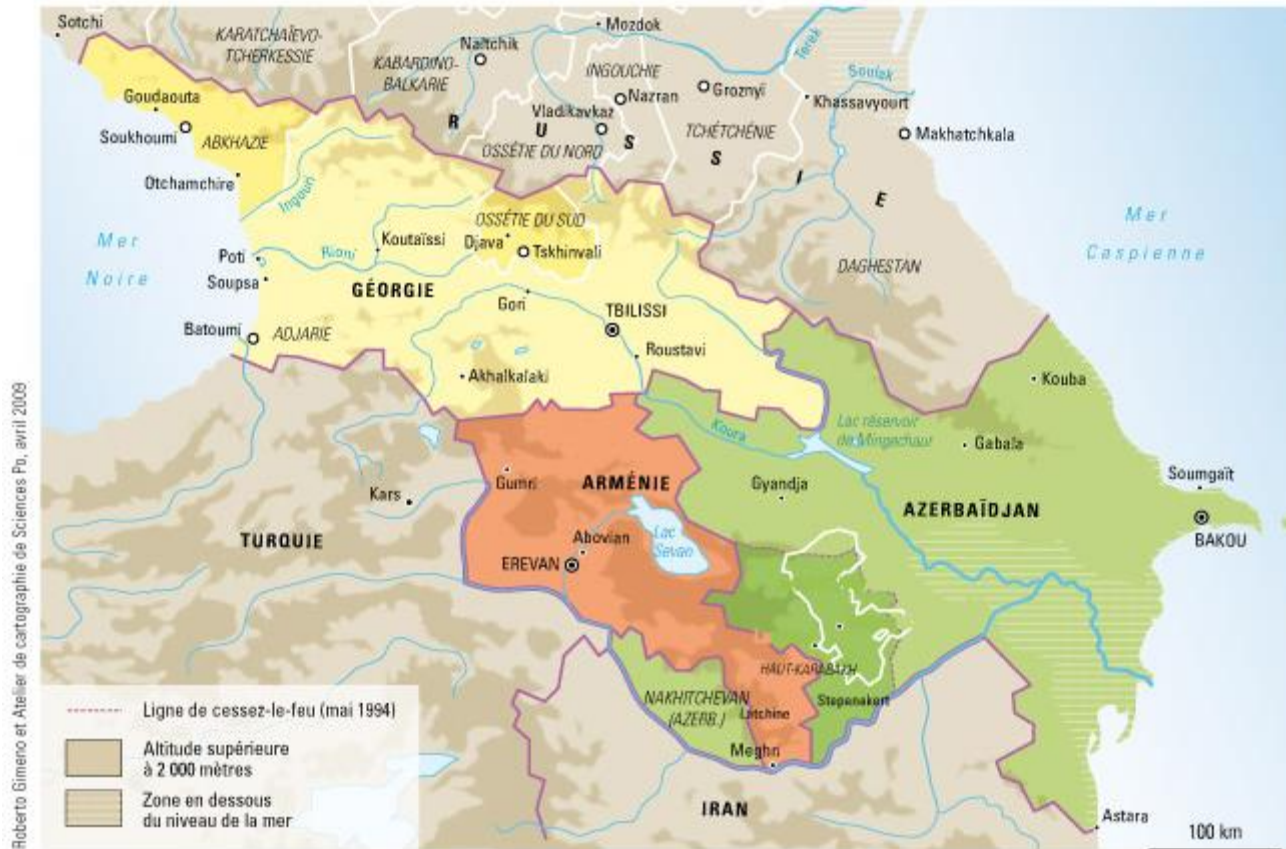 Sotchi
KARATCHAÏEVO-
TCHERKESSIE
Mozdok
Naltchik
KABARDINO-
BALKARIE
INGOUCHIE
Nazran
Groznyï
Terek
Soulak
Khassavyourt
Goudaouta
Soukhoumi
ABKHAZIE
Vladikavkaz
TCHÉTCHÉNIE
Makhatchkala
RUSSIE
OSSÉTIE DU NORD
Otchamchire
Ingouri
OSSÉTIE DU SUD
Mer
Noire
Mer
Caspienne
Koutaïssi
Djava
Tskhinvali
Poti
Rioni
DAGHESTAN
Soupsa
GÉORGIE
Gori
TBILISSI
Batoumi
ADJARIE
Roustavi
Akhalkalaki
Kouba
Koura
Lac réservoir
de Mingechaur
Gabala
Gumri
ARMÉNIE
Gyandja
Soumgaït
Kars
AZERBAÏDJAN
TURQUIE
Lac
Sevan
BAKOU
Abovian
EREVAN
HAUT-KARABAKH
NAKHITCHEVAN
(AZERB.)
Stepenakert
Latchine
Meghri
IRAN
Astara
Ligne de cessez-le-feu (mai 1994)
Altitude supérieure
à 2 000 mètres
Zone en dessous
du niveau de la mer
100 km
Roberto Gimeno et Atelier de cartographie de Sciences Po, avril 2009